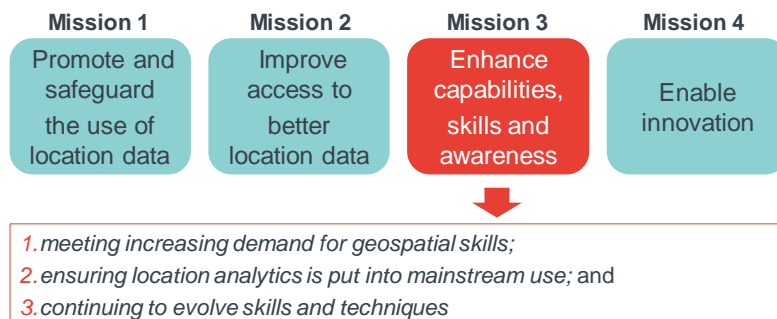 Mission 1
Mission 2
Mission 3
Mission 4
Promote and
safeguard
the use of
location data
Improve
access to
better
location data
Enhance
capabilities,
skills and
awareness
Enable
innovation
1. meeting increasing demand for geospatial skills;
2. ensuring location analytics is put into mainstream use; and
3. continuing to evolve skills and techniques